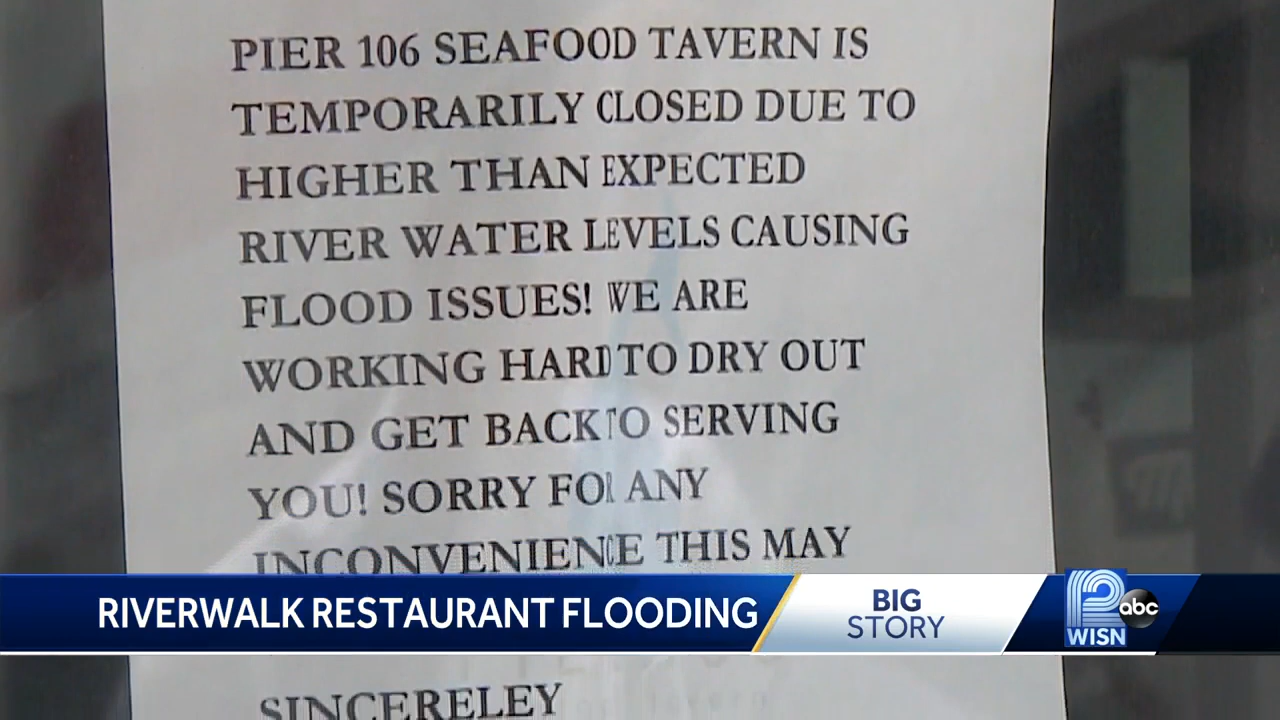 PIER 106 SEAFOOD TAVERN IS
TEMPORARILY CLOSED DUE TO
HIGHER THAN EXPECTED
RIVER WATER LEVELS CAUSING
FLOOD ISSUES! WE ARE
WORKING HARD TO DRY OUT
AND GET BACK TO SERVING
YOU! SORRY FOR ANY
INCONVENIENCE THIS MAY
RIVERWALK RESTAURANT FLOODING
BIG
STORY
12
abc
WISN
SINCERELEY